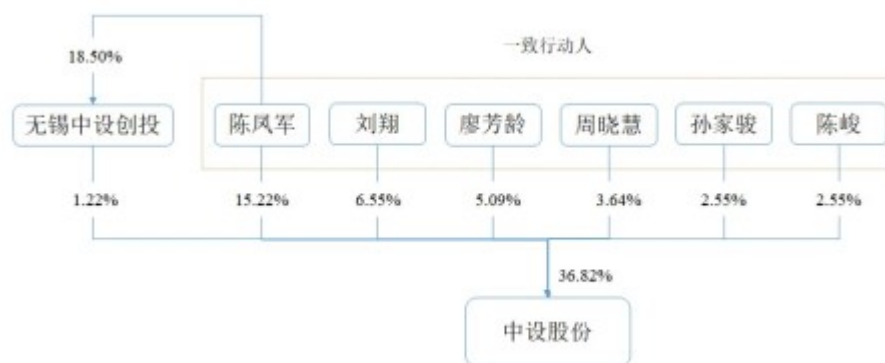 一致行动人
18.50%
无锡中设创投 陈凤军 刘翔 廖芳龄 周晓慧 孙家骏 陈峻
1.22% 15.22% 6.55% 5.09% 3.64% 2.55% 2.55%
36.82%
中设股份